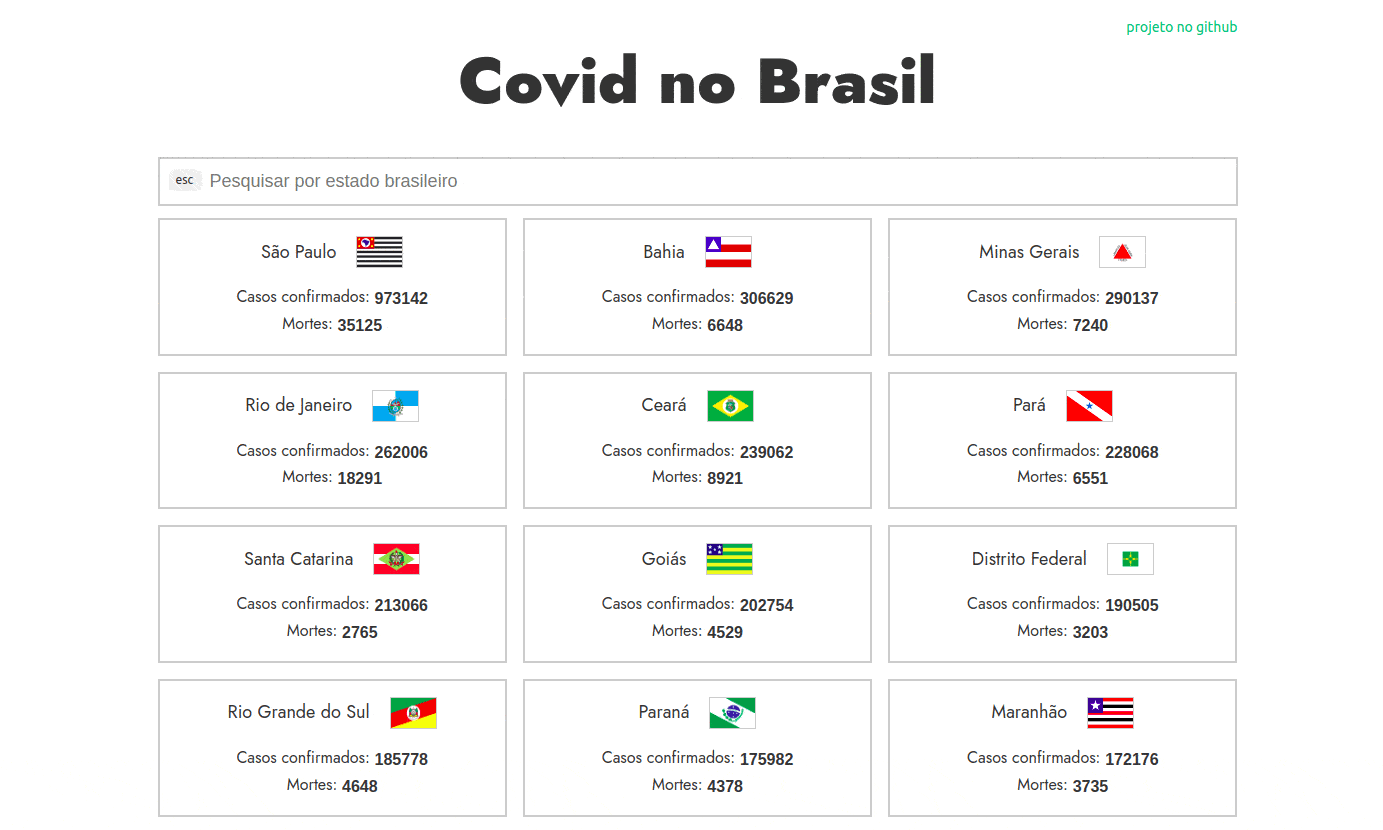 projeto no github
Covid no Brasil
esc Pesquisar por estado brasileiro
São Paulo
Casos confirmados: 973142
Mortes: 35125
Bahia
Casos confirmados: 306629
Mortes: 6648
Minas Gerais
Casos confirmados: 290137
Mortes: 7240
Rio de Janeiro
Casos confirmados: 262006
Mortes: 18291
Ceará
Casos confirmados: 239062
Mortes: 8921
Pará
Casos confirmados: 228068
Mortes: 6551
Santa Catarina
Casos confirmados: 213066
Mortes: 2765
Goiás
Casos confirmados: 202754
Mortes: 4529
Distrito Federal
Casos confirmados: 190505
Mortes: 3203
Rio Grande do Sul
Casos confirmados: 185778
Mortes: 4648
Paraná
Casos confirmados: 175982
Mortes: 4378
Maranhão
Casos confirmados: 172176
Mortes: 3735